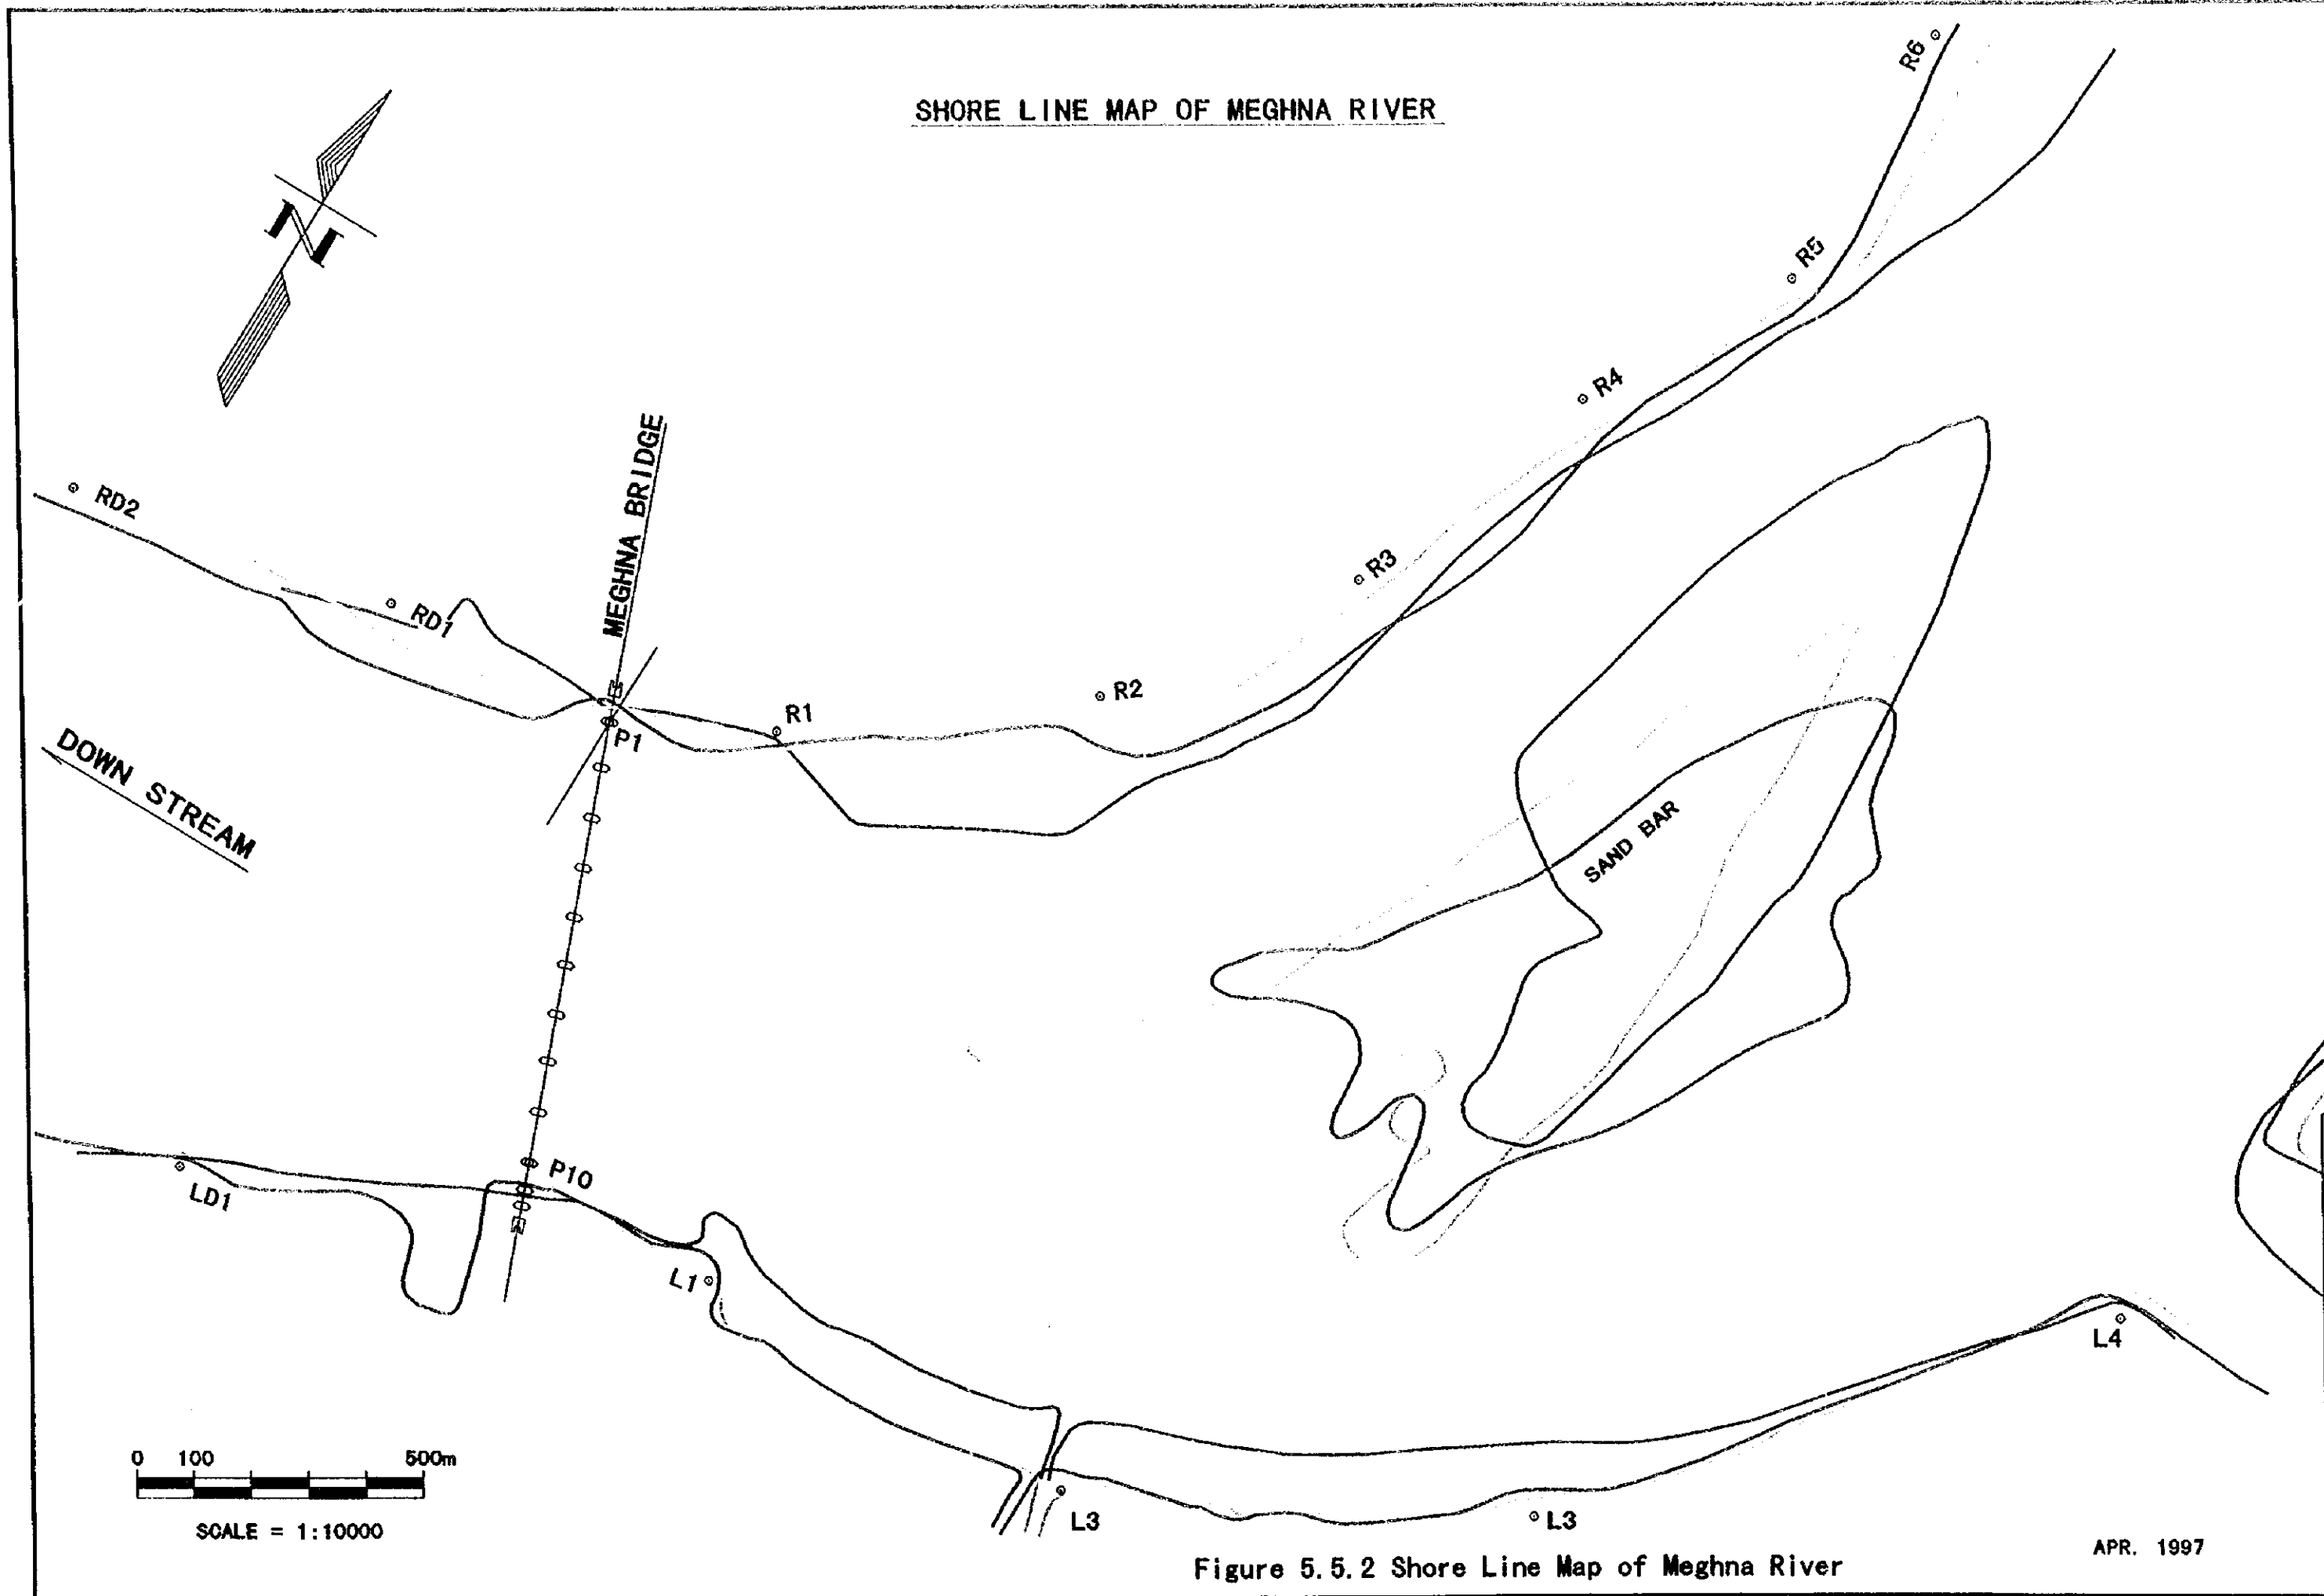 SHORE LINE MAP OF MEGHNA RIVER
R6
N
R5
R4
MEGHNA BRIDGE
RD2
R3
RD1
R2
R1
P1
DOWN STREAM
SAND BAR
P10
LD1
L1
L4
0 100 500m
SCALE = 1:10000
L3
L3
APR. 1997
Figure 5.5.2 Shore Line Map of Meghna River